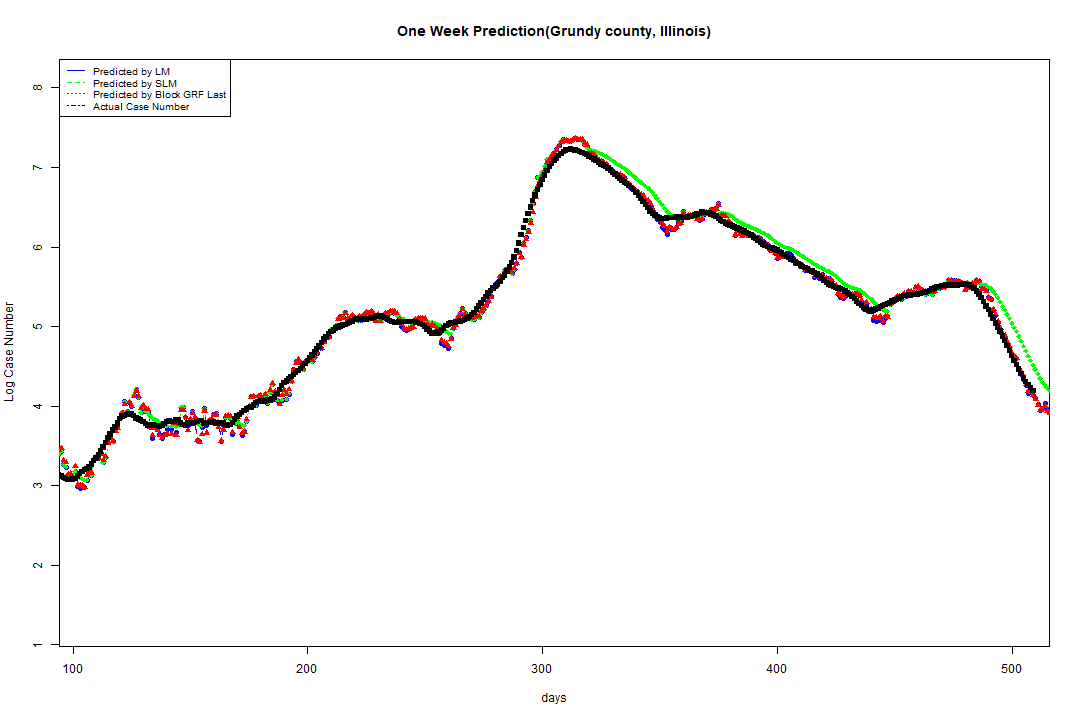 One Week Prediction(Grundy county, Illinois)
Predicted by LM
Predicted by SLM
Predicted by Block GRF Last
Actual Case Number
8
7
6
5
4
3
2
1
Log Case Number
100 200 300 400 500
days